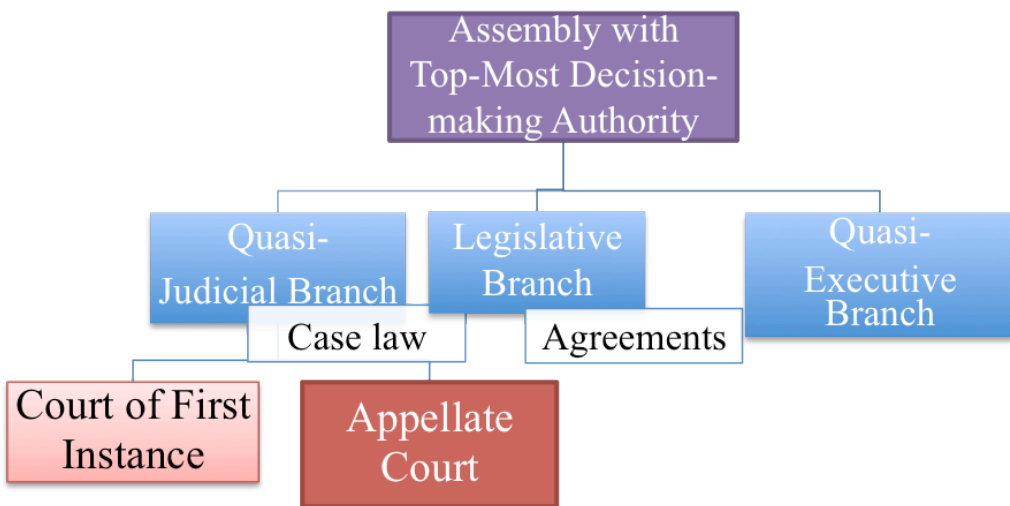 Assembly with
Top-Most Decision-
making Authority
Quasi-
Judicial Branch
Legislative
Branch
Quasi-
Executive
Branch
Case law
Agreements
Court of First
Instance
Appellate
Court